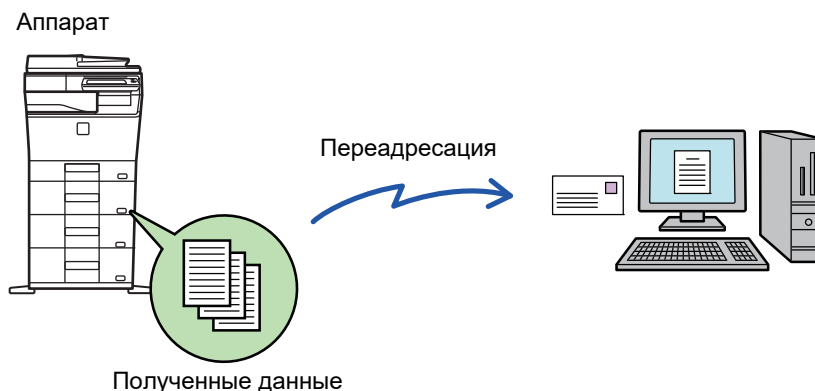 Аппарат
Переадресация
Полученные данные